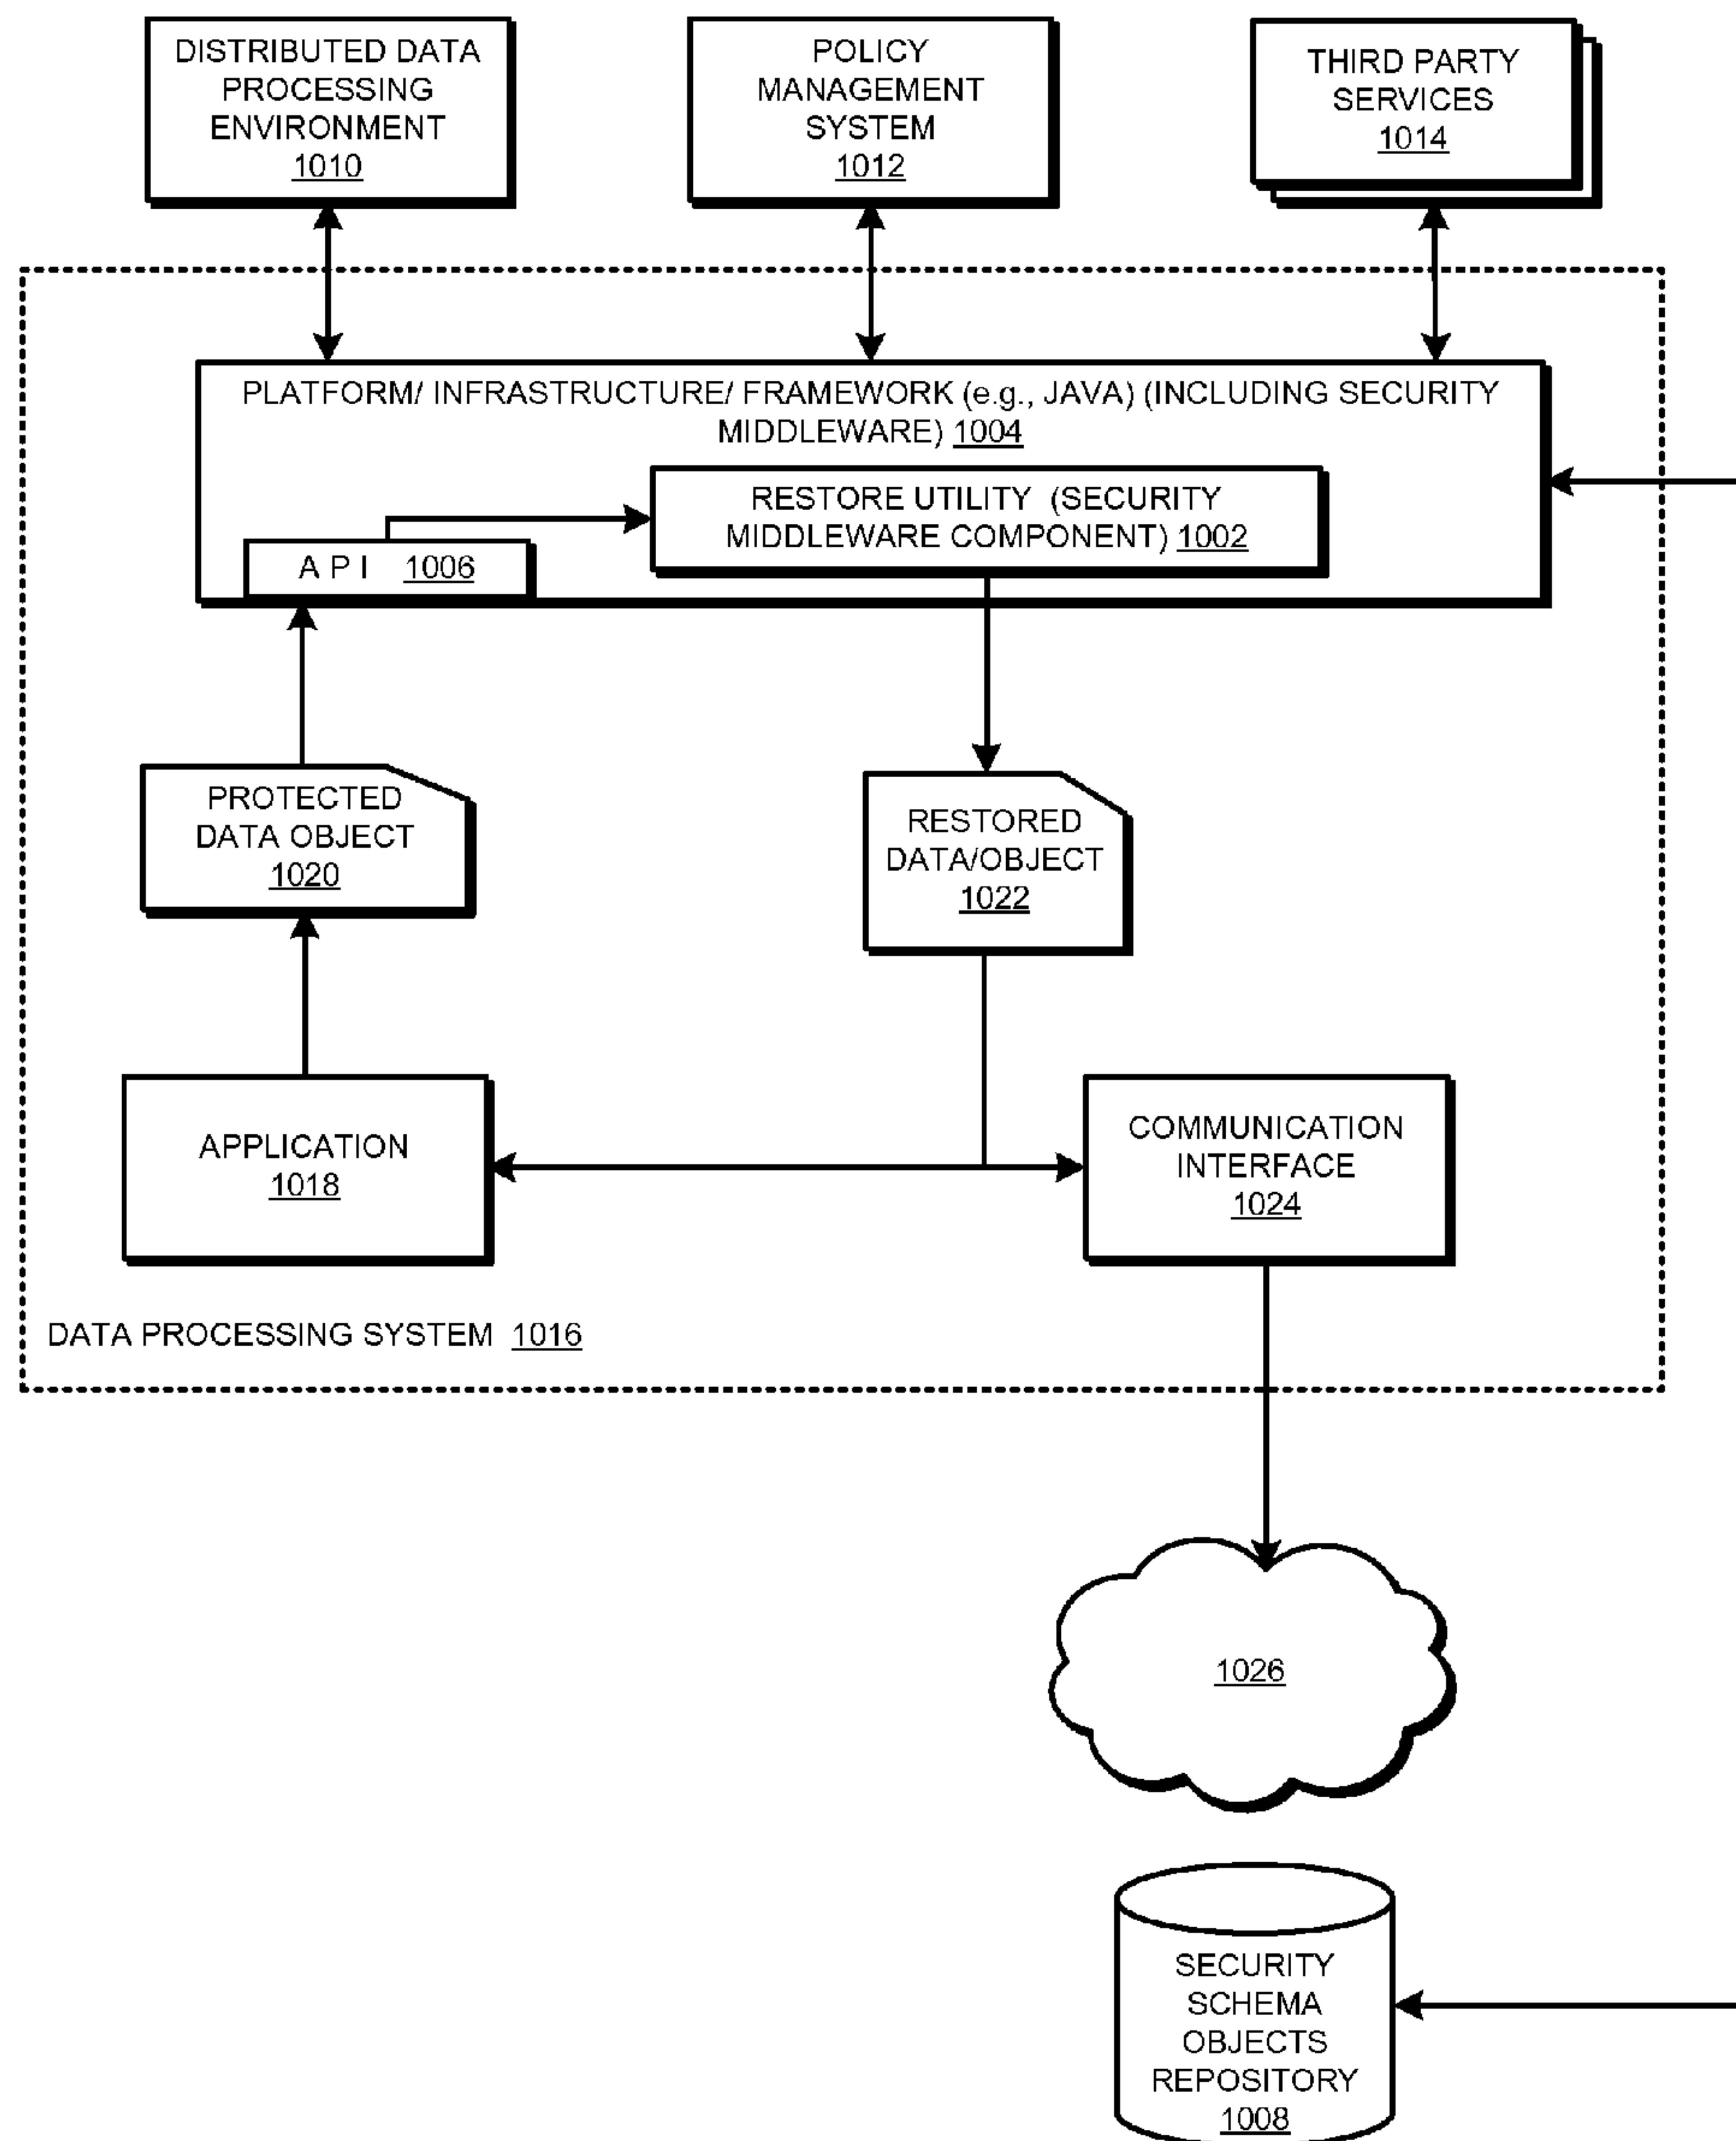 DISTRIBUTED DATA
PROCESSING
ENVIRONMENT
1010
POLICY
MANAGEMENT
SYSTEM
1012
THIRD PARTY
SERVICES
1014
PLATFORM/ INFRASTRUCTURE/ FRAMEWORK (e.g., JAVA) (INCLUDING SECURITY
MIDDLEWARE) 1004
RESTORE UTILITY (SECURITY
MIDDLEWARE COMPONENT) 1002
A P I 1006
PROTECTED
DATA OBJECT
1020
RESTORED
DATA/OBJECT
1022
APPLICATION
1018
COMMUNICATION
INTERFACE
1024
DATA PROCESSING SYSTEM 1016
1026
SECURITY
SCHEMA
OBJECTS
REPOSITORY
1008